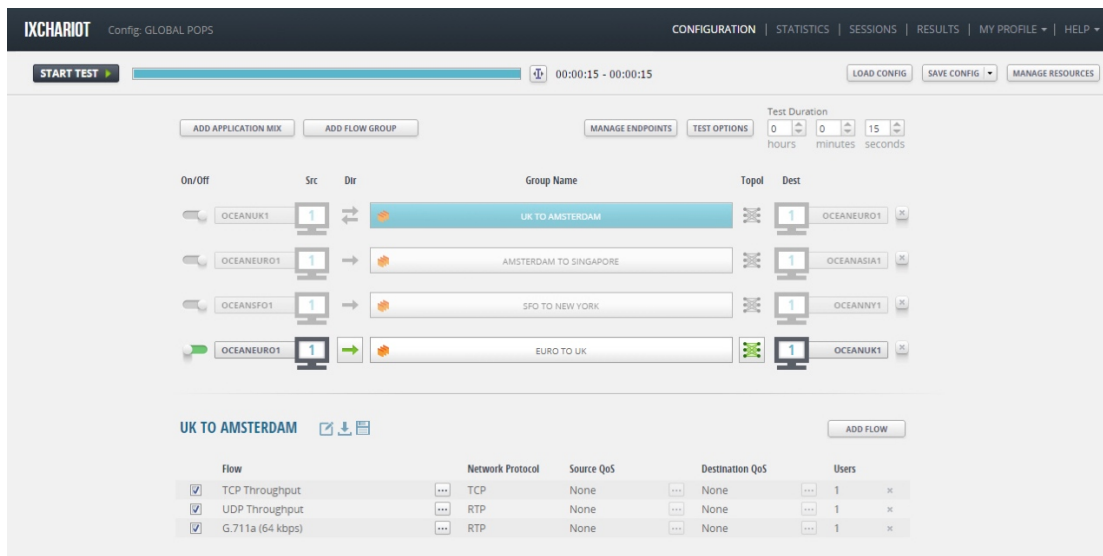 IXCHARIOT Config: GLOBAL POPS CONFIGURATION | STATISTICS | SESSIONS | RESULTS | MY PROFILE | HELP
START TEST 00:00:15 - 00:00:15 LOAD CONFIG SAVE CONFIG MANAGE RESOURCES
Test Duration
ADD APPLICATION MIX ADD FLOW GROUP MANAGE ENDPOINTS TEST OPTIONS 0 0 15
hours minutes seconds
On/Off Src Dir Group Name Topol Dest
OCEANUK1 1 UK TO AMSTERDAM 1 OCEANEURO1
OCEANEURO1 1 AMSTERDAM TO SINGAPORE 1 OCEANASIA1
OCEANSFO1 1 SFO TO NEW YORK 1 OCEANNY1
OCEANEURO1 1 EURO TO UK 1 OCEANUK1
UK TO AMSTERDAM ADD FLOW
Flow Network Protocol Source QoS Destination QoS Users
TCP Throughput ... TCP None ... None ... 1
UDP Throughput ... RTP None ... None ... 1
G.711a (64 kbps) ... RTP None ... None ... 1